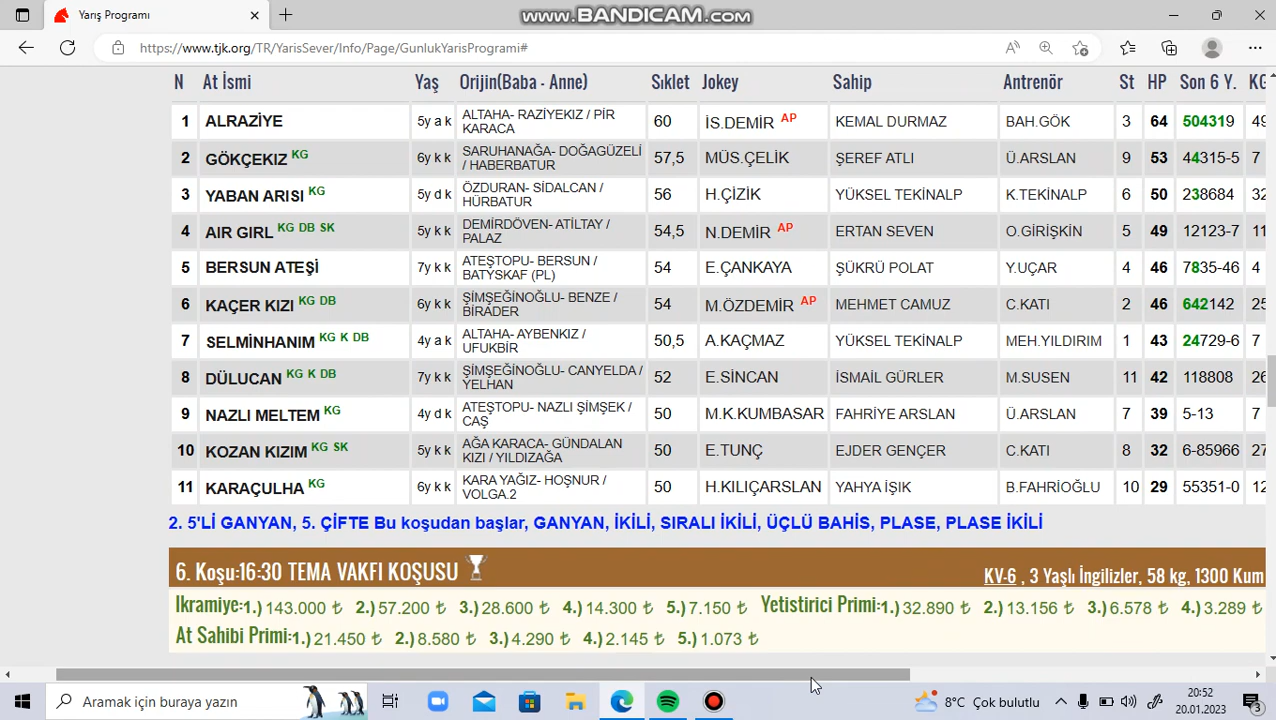 Yarış Programı
www.BANDICAM.com
https://www.tjk.org/TR/YarisSever/Info/Page/GunlukYarisProgrami#
N At İsmi Yaş Orijin(Baba - Anne) Sıklet Jokey Sahip Antrenör St HP Son 6 Y. KG
1 ALRAZİYE 5y a k ALTAHA- RAZİYEKIZ / PİR KARACA 60 İS.DEMİR AP KEMAL DURMAZ BAH.GÖK 3 64 504319 49
2 GÖKÇEKIZ KG 6y k k SARUHANAĞA- DOĞAGÜZELİ / HABERBATUR 57,5 MÜS.ÇELİK ŞEREF ATLI Ü.ARSLAN 9 53 44315-5 7
3 YABAN ARISI KG 5y d k ÖZDURAN- SİDALCAN / HÜRBATUR 56 H.ÇİZİK YÜKSEL TEKİNALP K.TEKİNALP 6 50 238684 32
4 AIR GIRL KG DB SK 5y k k DEMİRDÖVEN- ATİLTAY / PALAZ 54,5 N.DEMİR AP ERTAN SEVEN O.GİRİŞKİN 5 49 12123-7 11
5 BERSUN ATEŞİ 7y k k ATEŞTOPU- BERSUN / BATYSKAF (PL) 54 E.ÇANKAYA ŞÜKRÜ POLAT Y.UÇAR 4 46 7835-46 4
6 KAÇER KIZI KG DB 6y k k ŞİMŞEĞİNOĞLU- BENZE / BİRADER 54 M.ÖZDEMİR AP MEHMET CAMUZ C.KATI 2 46 642142 25
7 SELMİNHANIM KG K DB 4y a k ALTAHA- AYBENKIZ / UFUKBİR 50,5 A.KAÇMAZ YÜKSEL TEKİNALP MEH.YILDIRIM 1 43 24729-6 7
8 DÜLUCAN KG K DB 7y k k ŞİMŞEĞİNOĞLU- CANYELDA / YELHAN 52 E.SİNCAN İSMAİL GÜRLER M.SUSEN 11 42 118808 26
9 NAZLI MELTEM KG 4y d k ATEŞTOPU- NAZLI ŞİMŞEK / CAŞ 50 M.K.KUMBASAR FAHRİYE ARSLAN Ü.ARSLAN 7 39 5-13 7
10 KOZAN KIZIM KG SK 5y k k AĞA KARACA- GÜNDALAN KIZI / YILDIZAĞA 50 E.TUNÇ EJDER GENÇER C.KATI 8 32 6-85966 27
11 KARAÇULHA KG 6y k k KARA YAĞIZ- HOŞNUR / VOLGA.2 50 H.KILIÇARSLAN YAHYA İŞIK B.FAHRİOĞLU 10 29 55351-0 12
2. 5'Lİ GANYAN, 5. ÇİFTE Bu koşudan başlar, GANYAN, İKİLİ, SIRALI İKİLİ, ÜÇLÜ BAHİS, PLASE, PLASE İKİLİ
6. Koşu:16:30 TEMA VAKFI KOŞUSU KV-6 , 3 Yaşlı İngilizler, 58 kg, 1300 Kum
Ikramiye:1.) 143.000 ₺ 2.) 57.200 ₺ 3.) 28.600 ₺ 4.) 14.300 ₺ 5.) 7.150 ₺ Yetistirici Primi:1.) 32.890 ₺ 2.) 13.156 ₺ 3.) 6.578 ₺ 4.) 3.289 ₺
At Sahibi Primi:1.) 21.450 ₺ 2.) 8.580 ₺ 3.) 4.290 ₺ 4.) 2.145 ₺ 5.) 1.073 ₺
Aramak için buraya yazın 8°C Çok bulutlu 20:52
20.01.2023 3